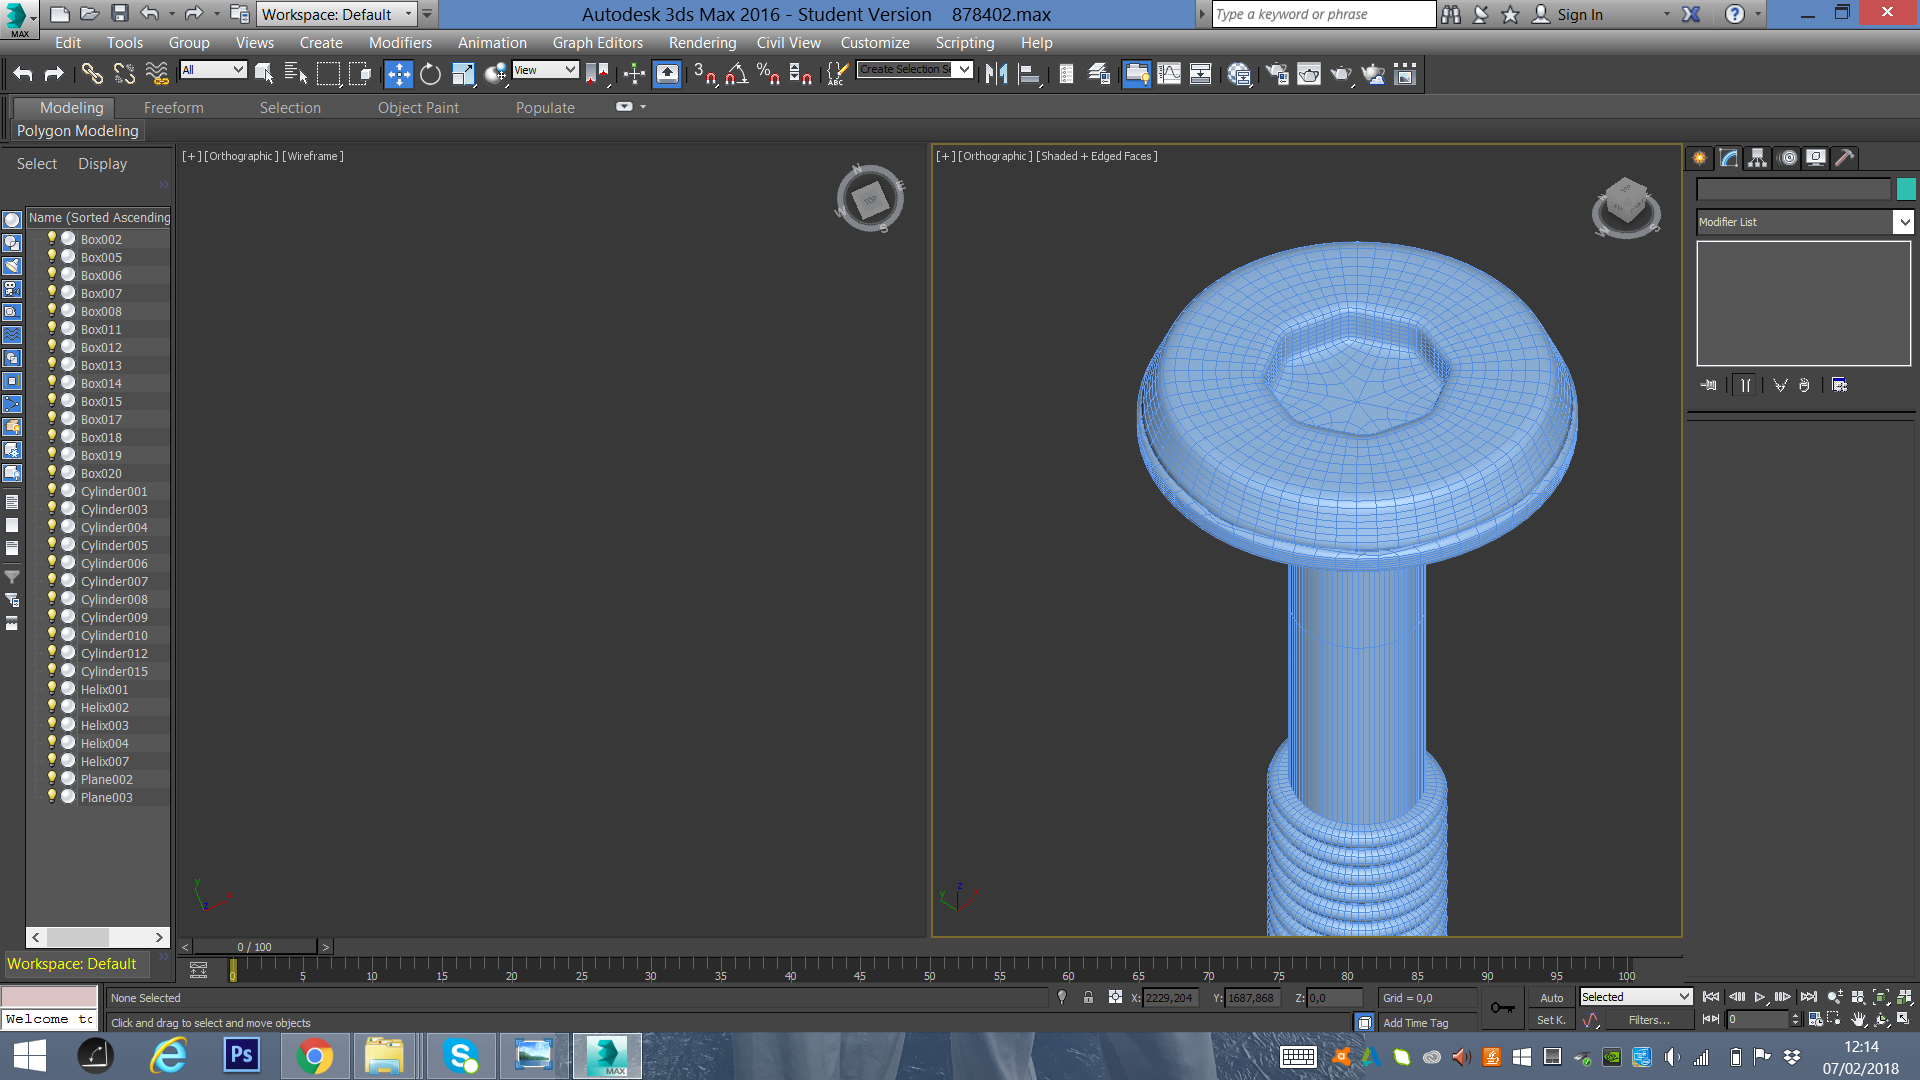 Workspace: Default
Autodesk 3ds Max 2016 - Student Version 878402.max
Type a keyword or phrase
Sign In
MAX
Edit Tools Group Views Create Modifiers Animation Graph Editors Rendering Civil View Customize Scripting Help
All
View
3
%
ABC
Create Selection Se
Modeling Freeform Selection Object Paint Populate
Polygon Modeling
Select Display
[+] [Orthographic] [Wireframe]
[+] [Orthographic] [Shaded + Edged Faces]
N
E
TOP
W
S
TOP
W
S
Modifier List
Name (Sorted Ascending
Box002
Box005
Box006
Box007
Box008
Box011
Box012
Box013
Box014
Box015
Box017
Box018
Box019
Box020
Cylinder001
Cylinder003
Cylinder004
Cylinder005
Cylinder006
Cylinder007
Cylinder008
Cylinder009
Cylinder010
Cylinder012
Cylinder015
Helix001
Helix002
Helix003
Helix004
Helix007
Plane002
Plane003
y
z
z
y
0 / 100
Workspace: Default
0 5 10 15 20 25 30 35 40 45 50 55 60 65 70 75 80 85 90 95 100
None Selected
X: 2229,204 Y: 1687,868 Z: 0,0
Grid = 0,0
Auto
Selected
Welcome to
Click and drag to select and move objects
Add Time Tag
Set K.
Filters...
0
Ps
MAX
12:14
07/02/2018